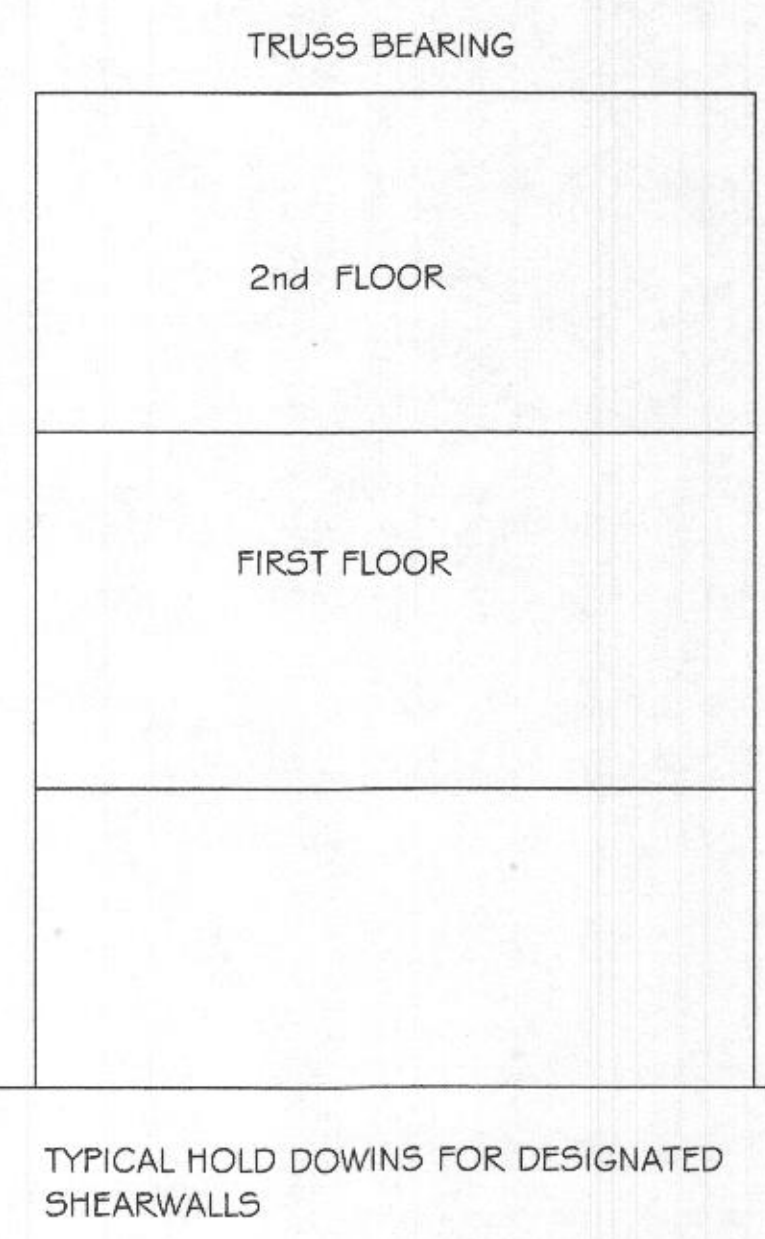 TRUSS BEARING
2nd FLOOR
FIRST FLOOR
TYPICAL HOLD DOWINS FOR DESIGNATED
SHEARWALLS